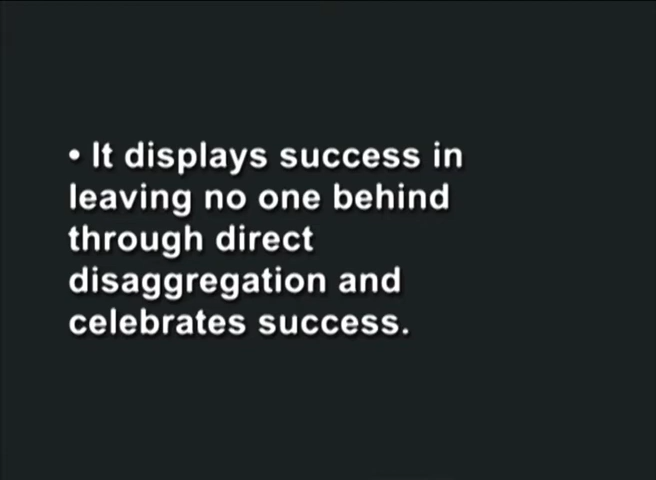 • It displays success in
leaving no one behind
through direct
disaggregation and
celebrates success.